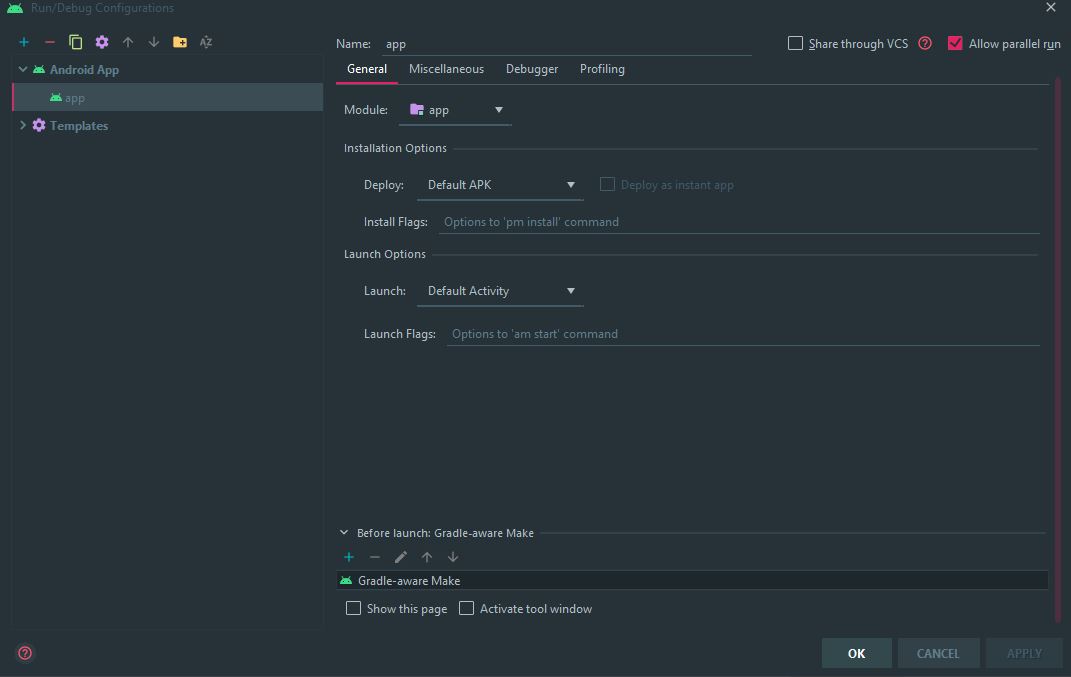 Run/Debug Configurations
Name: app
Share through VCS
Allow parallel run
Android App
app
Templates
General Miscellaneous Debugger Profiling
Module: app
Installation Options
Deploy: Default APK Deploy as instant app
Install Flags: Options to 'pm install' command
Launch Options
Launch: Default Activity
Launch Flags: Options to 'am start' command
Before launch: Gradle-aware Make
Gradle-aware Make
Show this page Activate tool window
OK CANCEL APPLY